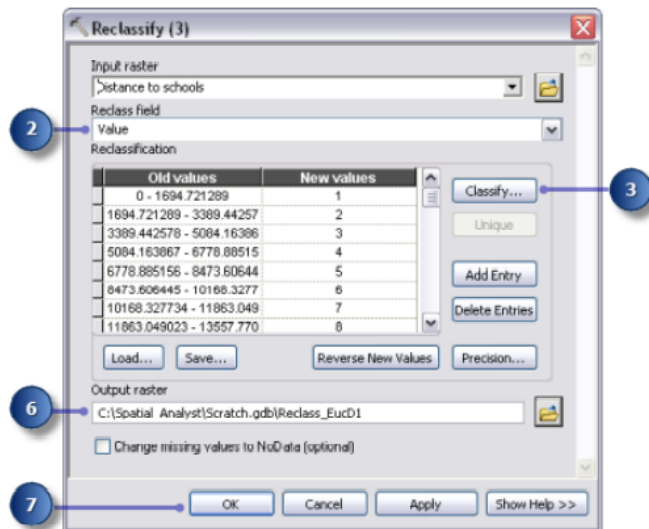 Reclassify (3)
Input raster
Distance to schools
Reclass field
2
Value
Reclassification
Old values New values
0 - 1694.721289 1
Classify...
3
1694.721289 - 3389.44257 2
3389.442578 - 5084.16386 3
Unique
5084.163867 - 6778.88515 4
6778.885156 - 8473.60644 5
Add Entry
8473.606445 - 10168.3277 6
10168.327734 - 11863.049 7
Delete Entries
11863.049023 - 13557.770 8
Load... Save... Reverse New Values Precision...
Output raster
6
C:\Spatial Analyst\Scratch.gdb\Reclass_EucD1
Change missing values to NoData (optional)
7
OK Cancel Apply Show Help >>